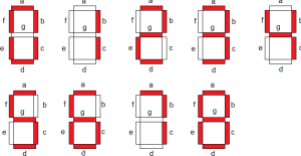 a a a a a
f b f b f b f b f b
g g g g g
e c e c e c e c e c
d d d d d
a a a a
f b f b f b f b
g g g g
e c e c e c e c
d d d d